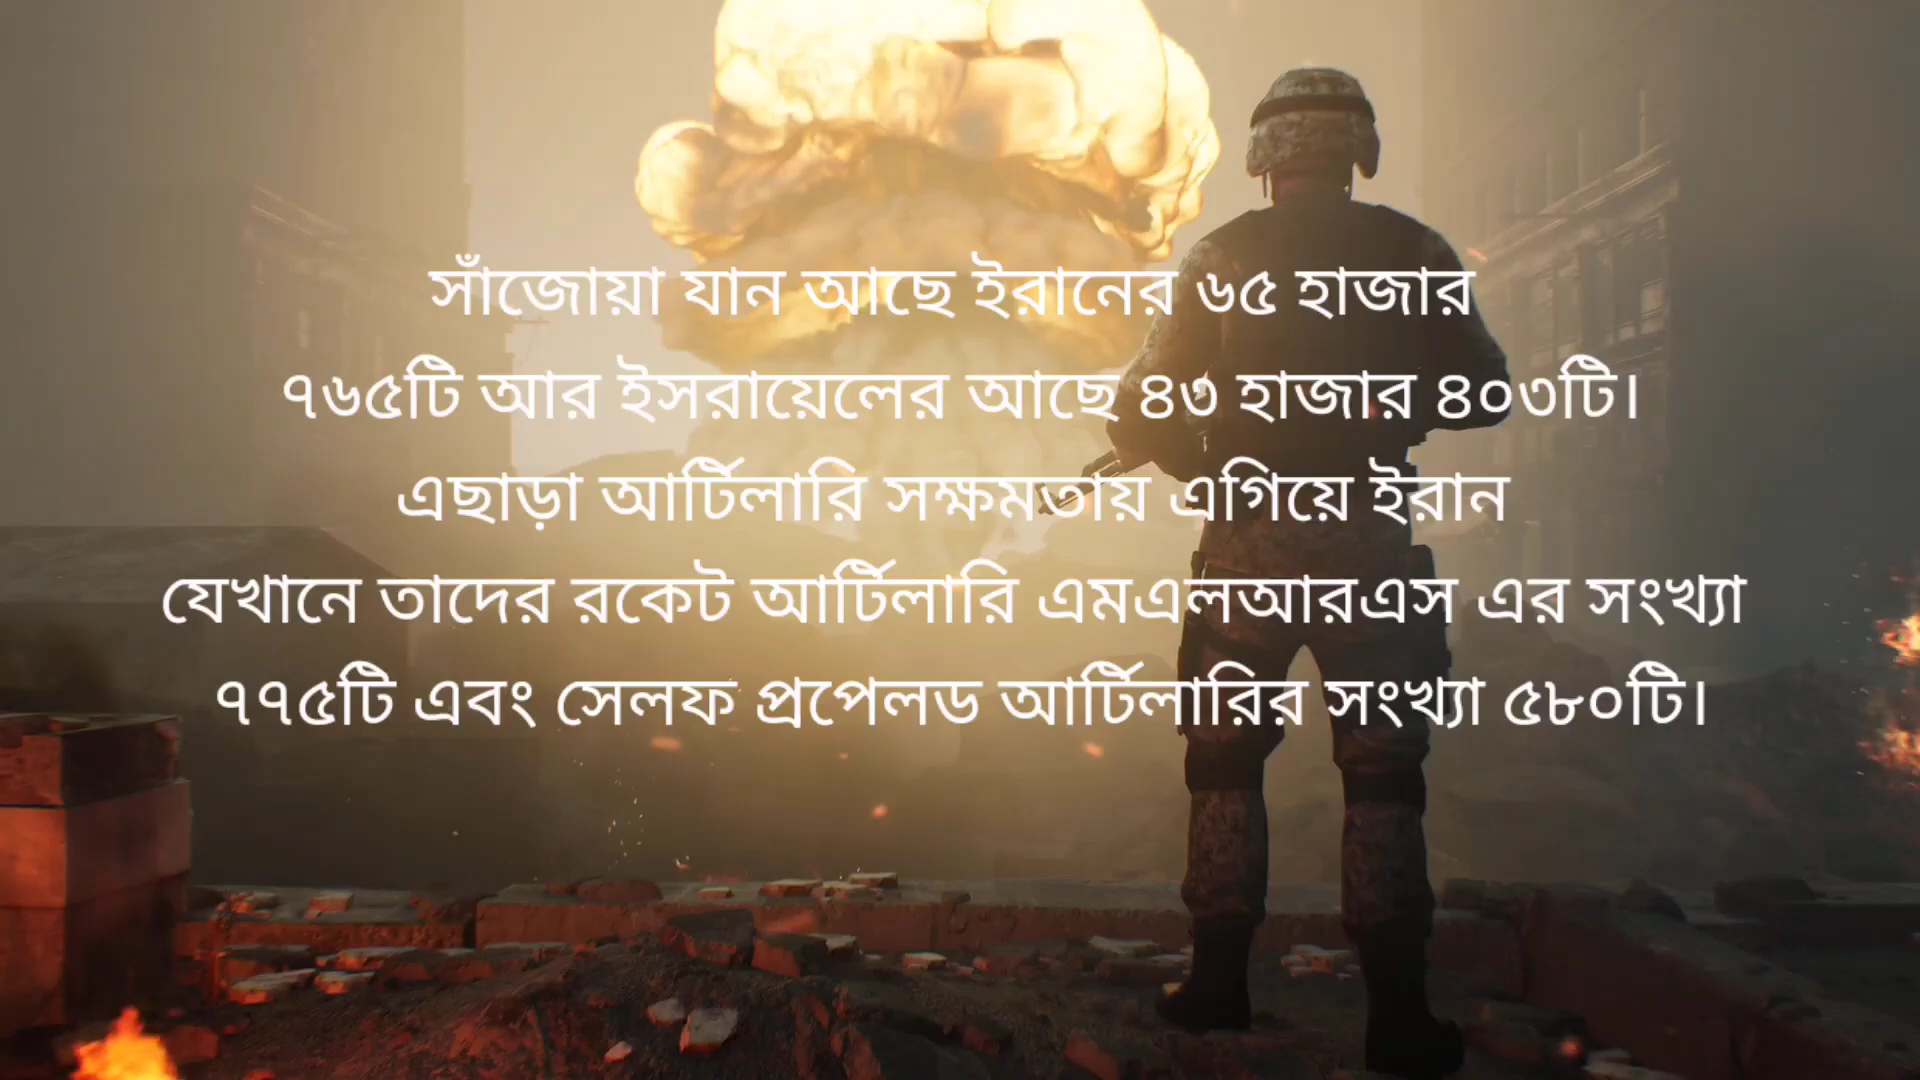 সাঁজোয়া যান আছে ইরানের ৬৫ হাজার
৭৬৫টি আর ইসরায়েলের আছে ৪৩ হাজার ৪০৩টি।
এছাড়া আর্টিলারি সক্ষমতায় এগিয়ে ইরান
যেখানে তাদের রকেট আর্টিলারি এমএলআরএস এর সংখ্যা
৭৭৫টি এবং সেলফ প্রপেলড আর্টিলারির সংখ্যা ৫৮০টি।